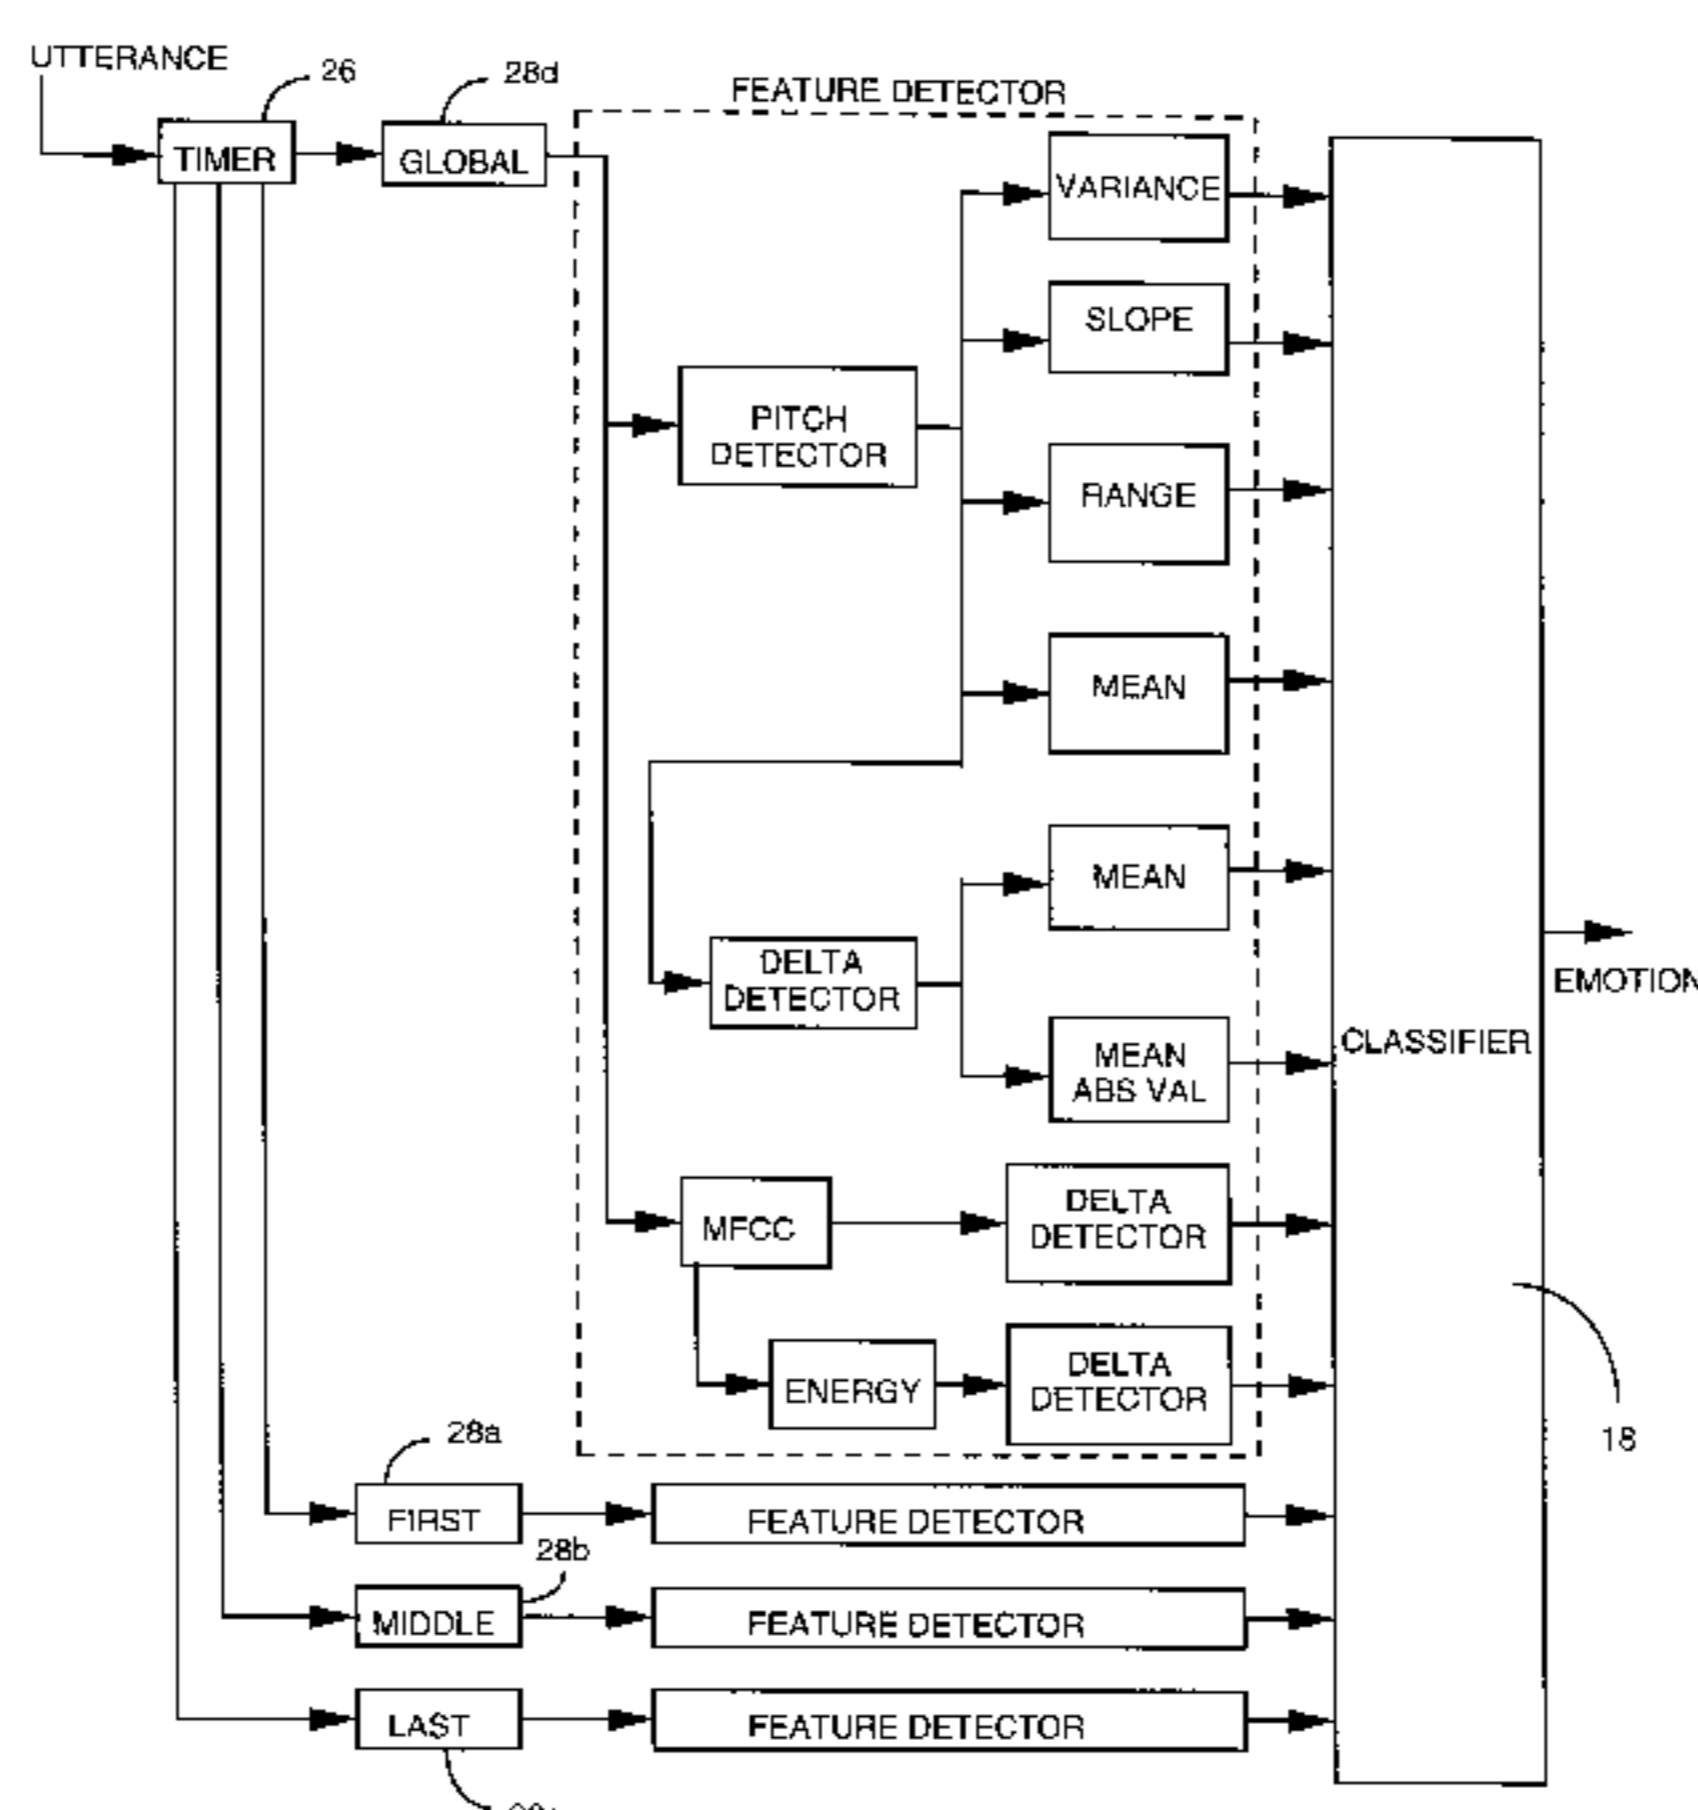 UTTERANCE
26
28d
FEATURE DETECTOR
TIMER
GLOBAL
VARIANCE
SLOPE
PITCH
DETECTOR
RANGE
MEAN
MEAN
DELTA
DETECTOR
EMOTION
MEAN
ABS VAL
CLASSIFIER
MFCC
DELTA
DETECTOR
ENERGY
DELTA
DETECTOR
18
28a
FIRST
FEATURE DETECTOR
28b
MIDDLE
FEATURE DETECTOR
LAST
FEATURE DETECTOR